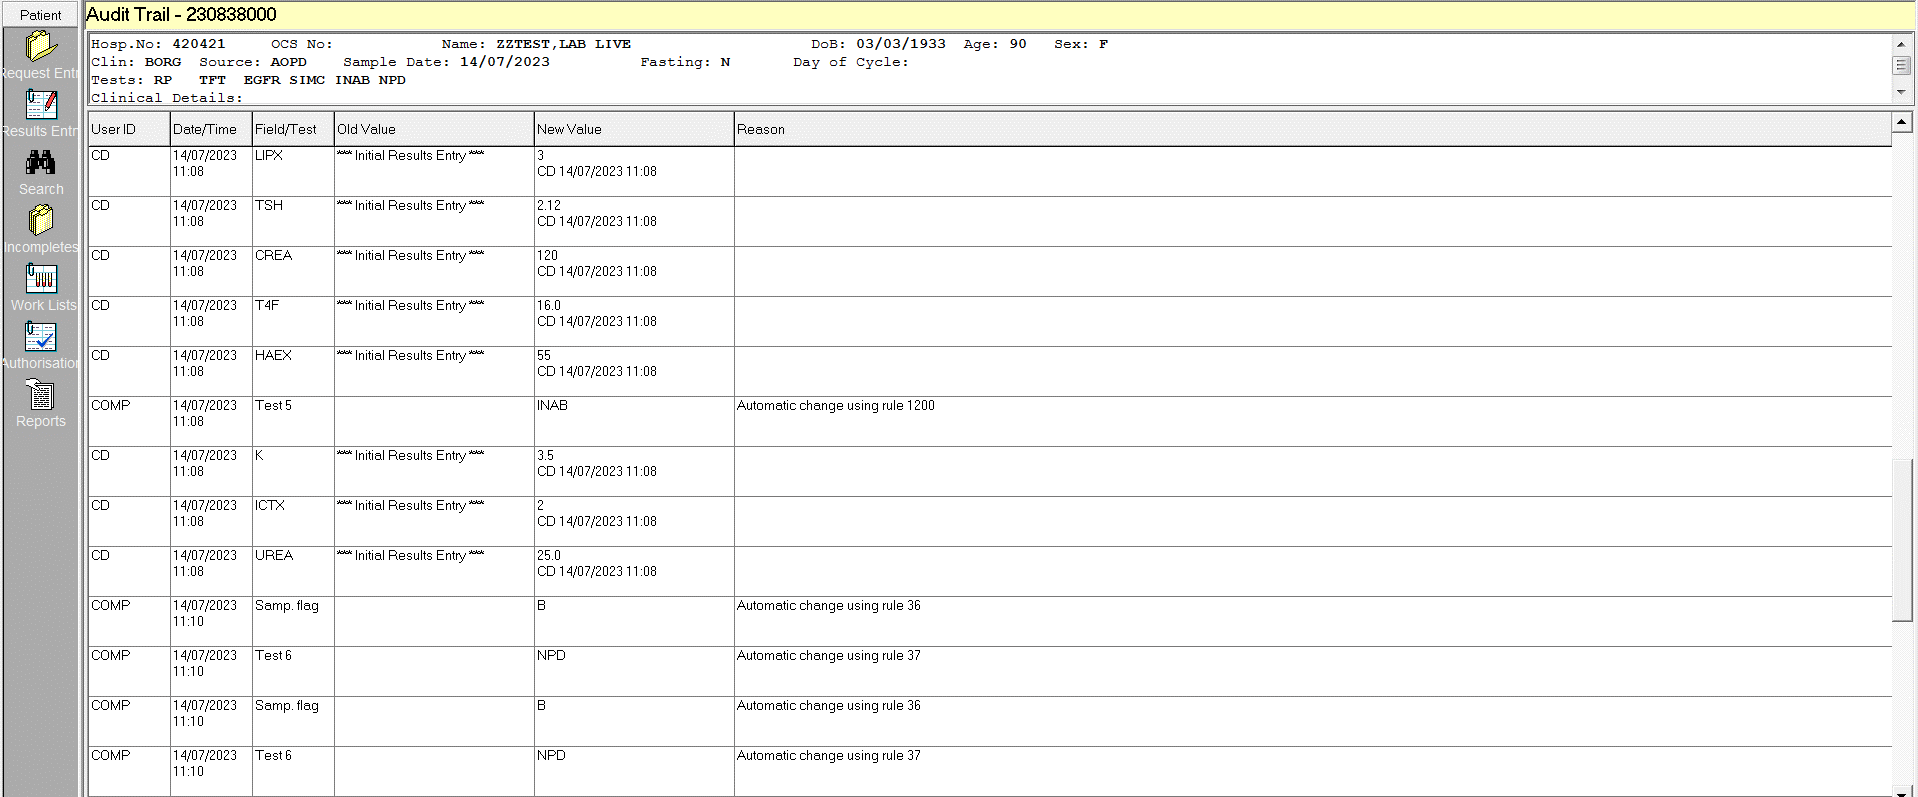 Patient
Request Entr
Results Entr
Search
Incompletes
Work Lists
Authorisation
Reports
Audit Trail - 230838000
Hosp.No: 420421 OCS No: Name: ZZTEST,LAB LIVE DoB: 03/03/1933 Age: 90 Sex: F
Clin: BORG Source: AOPD Sample Date: 14/07/2023 Fasting: N Day of Cycle:
Tests: RP TFT EGFR SIMC INAB NPD
Clinical Details:
User ID Date/Time Field/Test Old Value New Value Reason
CD 14/07/2023 LIPX *** Initial Results Entry *** 3
11:08 CD 14/07/2023 11:08
CD 14/07/2023 TSH *** Initial Results Entry *** 2.12
11:08 CD 14/07/2023 11:08
CD 14/07/2023 CREA *** Initial Results Entry *** 120
11:08 CD 14/07/2023 11:08
CD 14/07/2023 T4F *** Initial Results Entry *** 16.0
11:08 CD 14/07/2023 11:08
CD 14/07/2023 HAEX *** Initial Results Entry *** 55
11:08 CD 14/07/2023 11:08
COMP 14/07/2023 Test 5 INAB Automatic change using rule 1200
11:08
CD 14/07/2023 K *** Initial Results Entry *** 3.5
11:08 CD 14/07/2023 11:08
CD 14/07/2023 ICTX *** Initial Results Entry *** 2
11:08 CD 14/07/2023 11:08
CD 14/07/2023 UREA *** Initial Results Entry *** 25.0
11:08 CD 14/07/2023 11:08
COMP 14/07/2023 Samp. flag B Automatic change using rule 36
11:10
COMP 14/07/2023 Test 6 NPD Automatic change using rule 37
11:10
COMP 14/07/2023 Samp. flag B Automatic change using rule 36
11:10
COMP 14/07/2023 Test 6 NPD Automatic change using rule 37
11:10